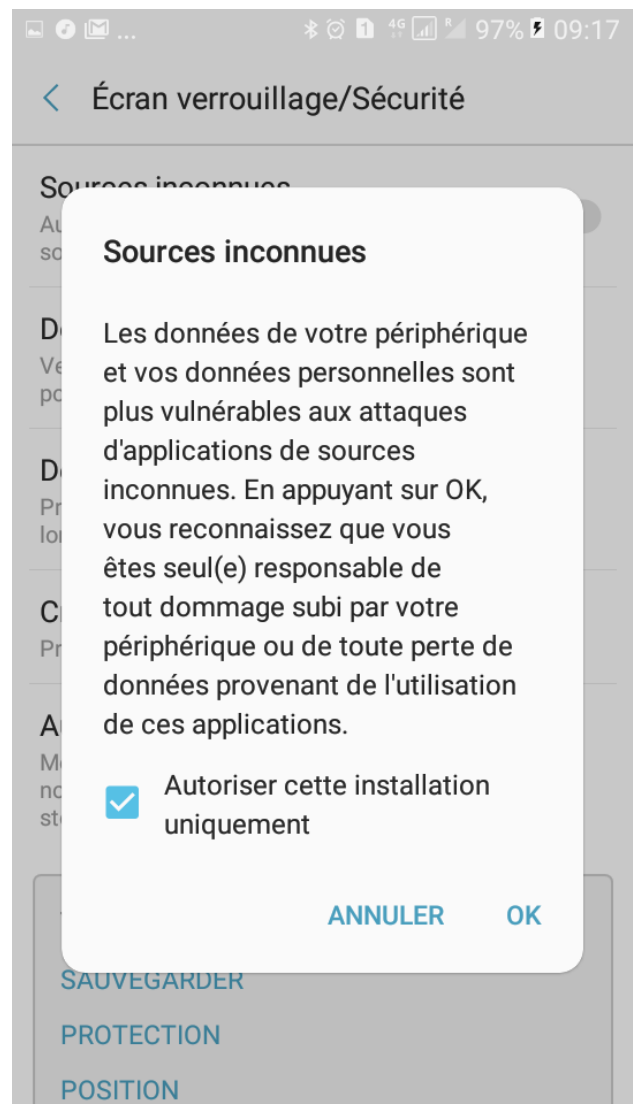 ... 1 4G R 97% 09:17
Écran verrouillage/Sécurité
Sources inconnues
Sources inconnues
Les données de votre périphérique
et vos données personnelles sont
plus vulnérables aux attaques
d'applications de sources
inconnues. En appuyant sur OK,
vous reconnaissez que vous
êtes seul(e) responsable de
tout dommage subi par votre
périphérique ou de toute perte de
données provenant de l'utilisation
de ces applications.
Autoriser cette installation
uniquement
ANNULER OK
SAUVEGARDER
PROTECTION
POSITION